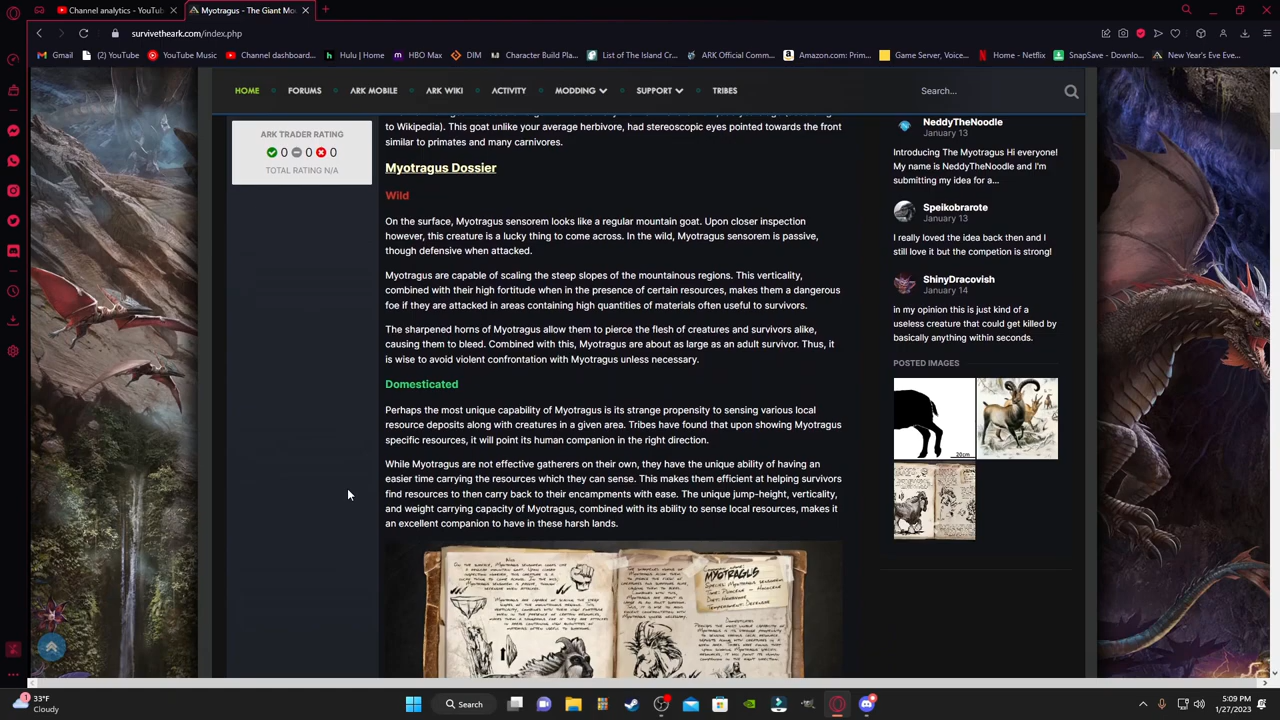 Channel analytics - YouTub
Myotragus - The Giant Mo
survivetheark.com/index.php
Gmail
(2) YouTube
YouTube Music
Channel dashboard...
Hulu | Home
HBO Max
DIM
Character Build Pla...
List of The Island Cr...
ARK Official Comm...
Amazon.com: Prim...
Game Server, Voice...
Home - Netflix
SnapSave - Downlo...
New Year's Eve Eve...
HOME
FORUMS
ARK MOBILE
ARK WIKI
ACTIVITY
MODDING
SUPPORT
TRIBES
Search...
ARK TRADER RATING
0 0 0
TOTAL RATING N/A
to Wikipedia). This goat unlike your average herbivore, had stereoscopic eyes pointed towards the front
similar to primates and many carnivores.
Myotragus Dossier
Wild
On the surface, Myotragus sensorem looks like a regular mountain goat. Upon closer inspection
however, this creature is a lucky thing to come across. In the wild, Myotragus sensorem is passive,
though defensive when attacked.
Myotragus are capable of scaling the steep slopes of the mountainous regions. This verticality,
combined with their high fortitude when in the presence of certain resources, makes them a dangerous
foe if they are attacked in areas containing high quantities of materials often useful to survivors.
The sharpened horns of Myotragus allow them to pierce the flesh of creatures and survivors alike,
causing them to bleed. Combined with this, Myotragus are about as large as an adult survivor. Thus, it
is wise to avoid violent confrontation with Myotragus unless necessary.
Domesticated
Perhaps the most unique capability of Myotragus is its strange propensity to sensing various local
resource deposits along with creatures in a given area. Tribes have found that upon showing Myotragus
specific resources, it will point its human companion in the right direction.
While Myotragus are not effective gatherers on their own, they have the unique ability of having an
easier time carrying the resources which they can sense. This makes them efficient at helping survivors
find resources to then carry back to their encampments with ease. The unique jump-height, verticality,
and weight carrying capacity of Myotragus, combined with its ability to sense local resources, makes it
an excellent companion to have in these harsh lands.
Wild
MYOTRAGUS
Domesticated
NeddyTheNoodle
January 13
Introducing The Myotragus Hi everyone!
My name is NeddyTheNoodle and I'm
submitting my idea for a...
Speikobrarote
January 13
I really loved the idea back then and I
still love it but the competion is strong!
ShinyDracovish
January 14
in my opinion this is just kind of a
useless creature that could get killed by
basically anything within seconds.
POSTED IMAGES
20cm
33°F
Cloudy
Search
5:09 PM
1/27/2023